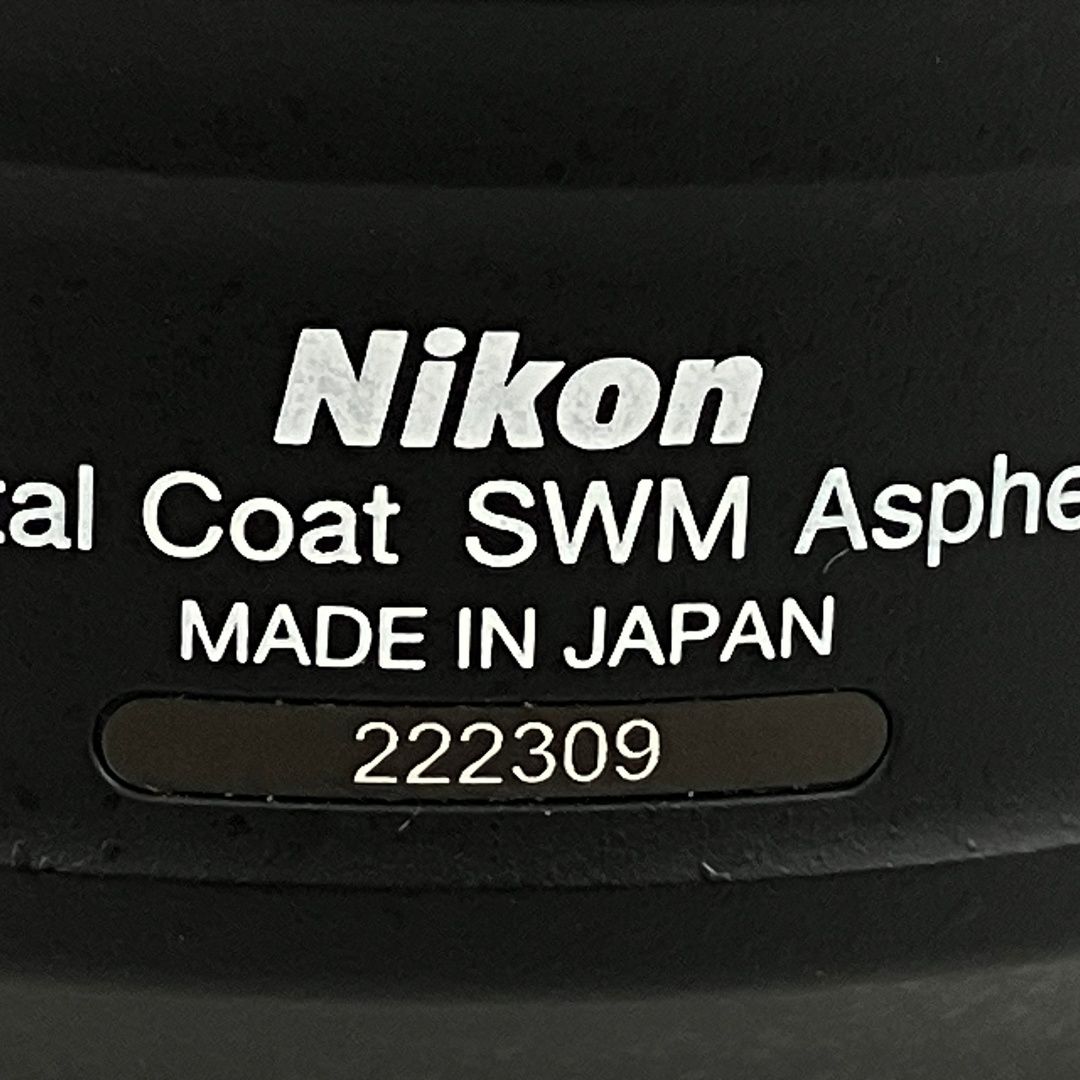 Nikon
tal Coat SWM Asphe
MADE IN JAPAN
222309